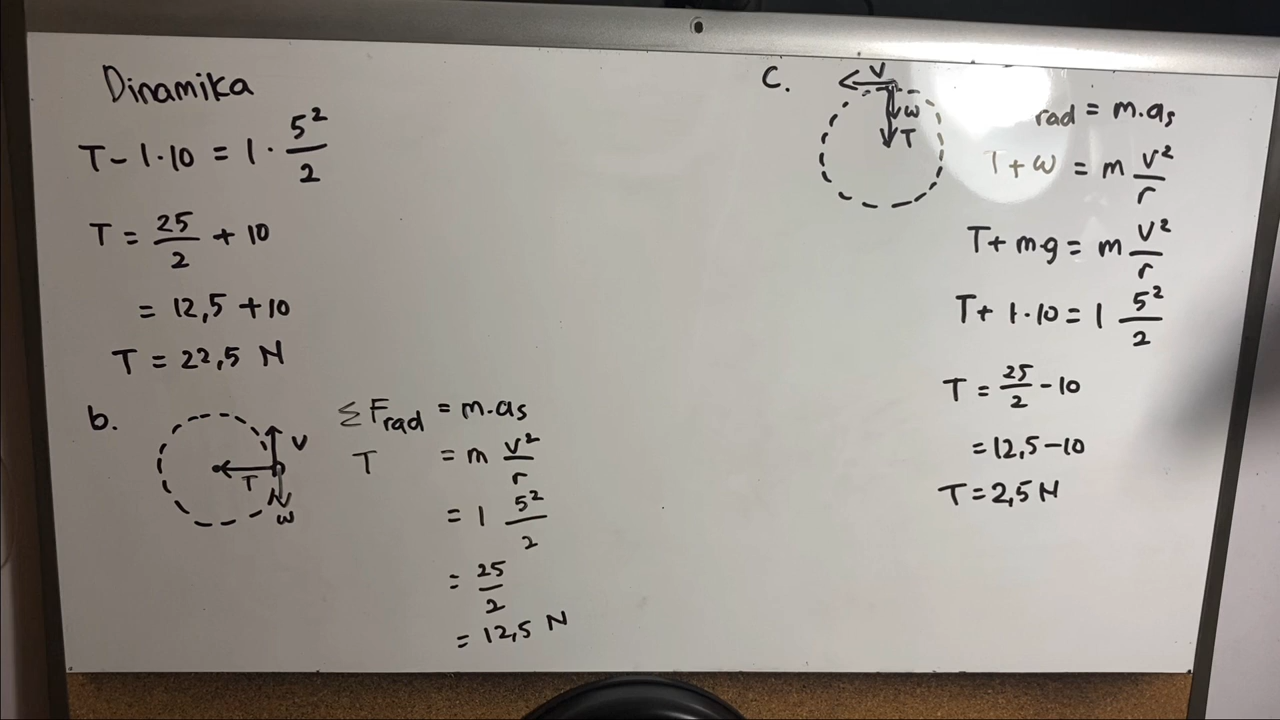 Dinamika
T - 1·10 = 1 · 5²/2
T = 25/2 + 10
= 12,5 + 10
T = 22,5 N
b.
v
T
w
ΣFrad = m.as
T = m v²/r
= 1 5²/2
= 25/2
= 12,5 N
c.
v
w
T
rad = m.as
T + w = m v²/r
T + mg = m v²/r
T + 1·10 = 1 5²/2
T = 25/2 - 10
= 12,5 - 10
T = 2,5 N